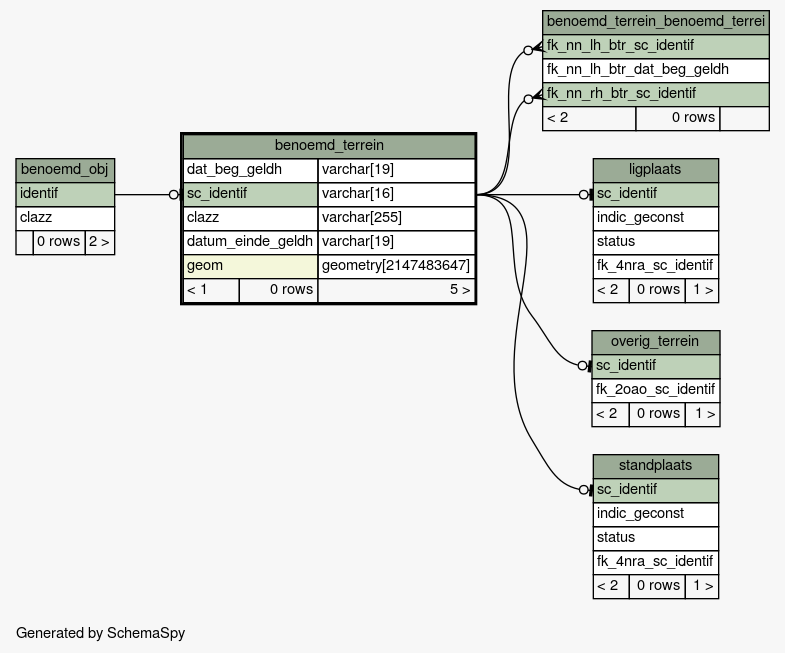 benoemd_terrein_benoemd_terrei
fk_nn_lh_btr_sc_identif
fk_nn_lh_btr_dat_beg_geldh
fk_nn_rh_btr_sc_identif
< 2 0 rows
benoemd_obj
identif
clazz
0 rows 2 >
benoemd_terrein
dat_beg_geldh varchar[19]
sc_identif varchar[16]
clazz varchar[255]
datum_einde_geldh varchar[19]
geom geometry[2147483647]
< 1 0 rows 5 >
ligplaats
sc_identif
indic_geconst
status
fk_4nra_sc_identif
< 2 0 rows 1 >
overig_terrein
sc_identif
fk_2oao_sc_identif
< 2 0 rows 1 >
standplaats
sc_identif
indic_geconst
status
fk_4nra_sc_identif
< 2 0 rows 1 >
Generated by SchemaSpy